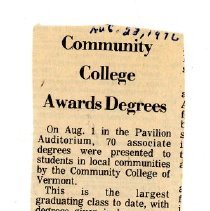 Aug. 23, 1976
Community
College
Awards Degrees
On Aug. 1 in the Pavilion
Auditorium, 70 associate
degrees were presented to
students in local communities
by the Community College of
Vermont.
This is the largest
graduating class to date, with